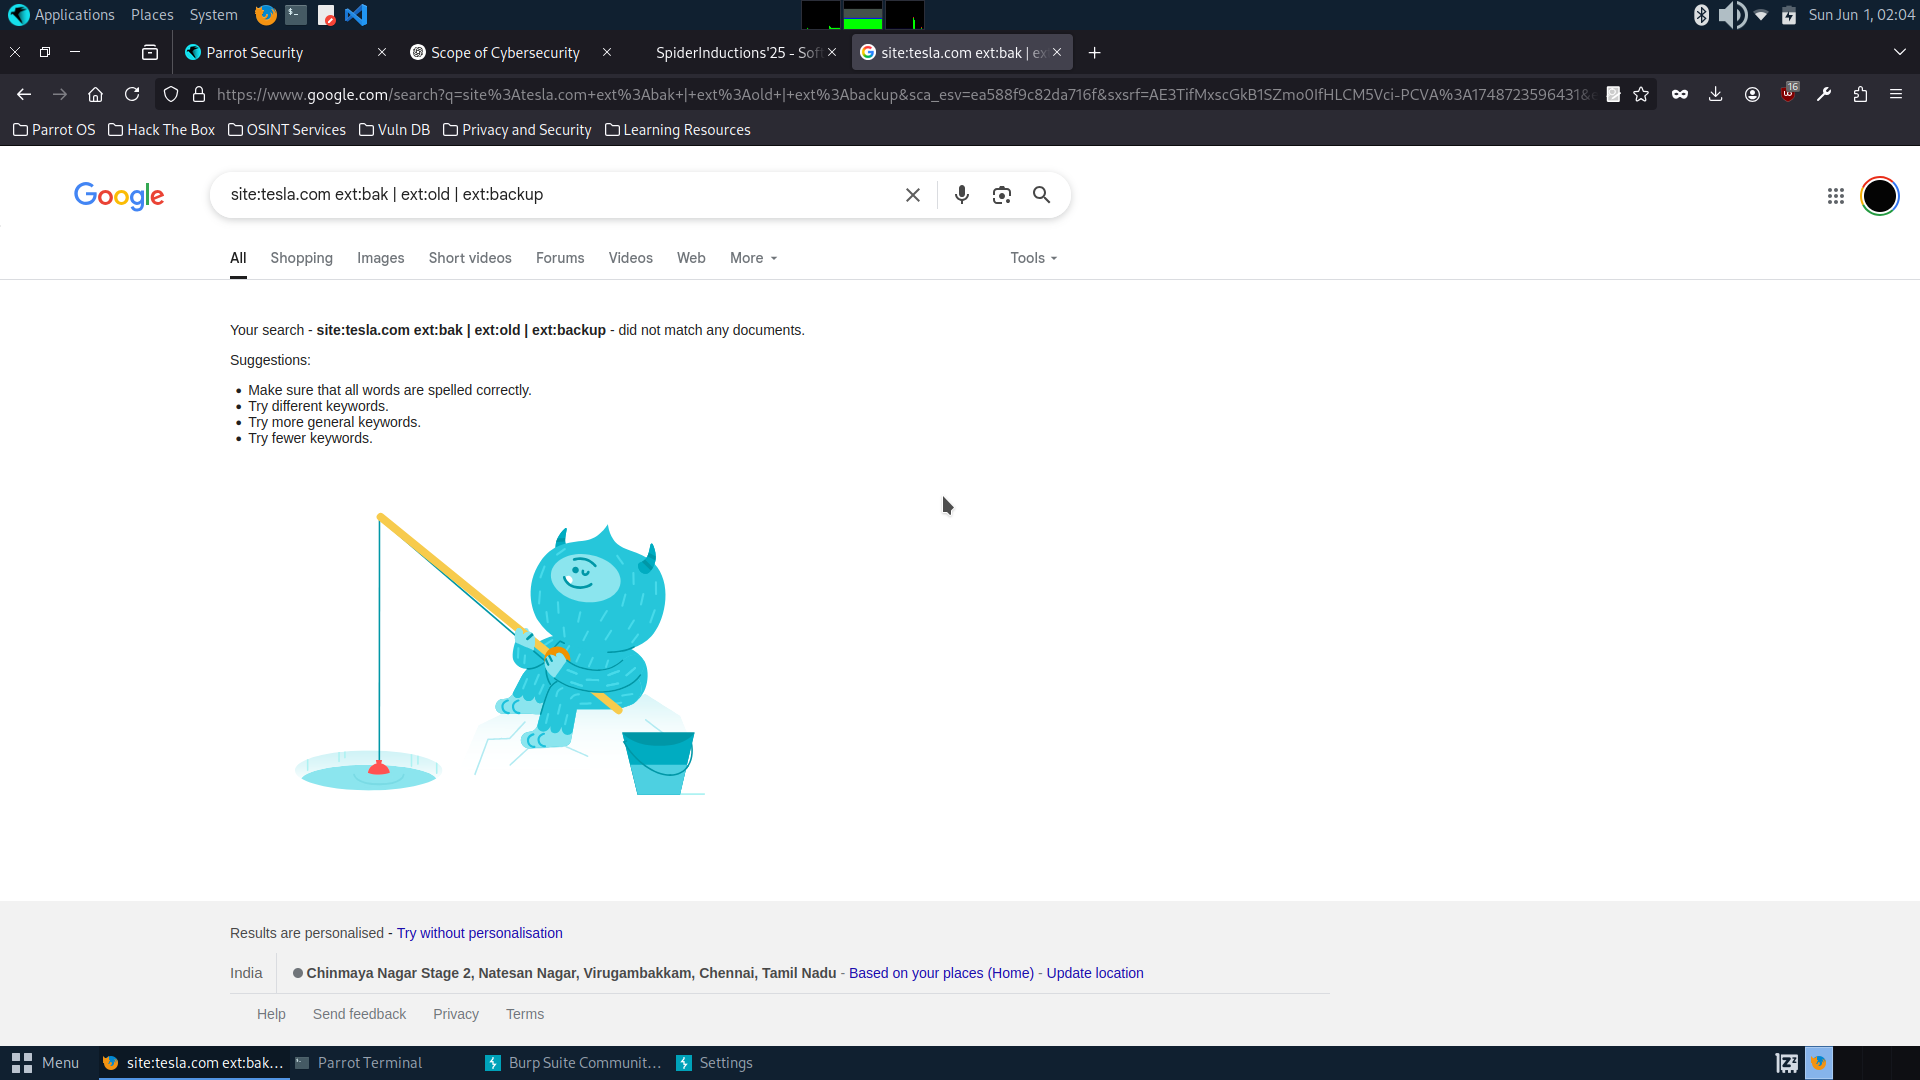 Applications Places System
Sun Jun 1, 02:04
Parrot Security
Scope of Cybersecurity
SpiderInductions'25 - Soft
site:tesla.com ext:bak | ex
https://www.google.com/search?q=site%3Atesla.com+ext%3Abak+|+ext%3Aold+|+ext%3Abackup&sca_esv=ea588f9c82da716f&sxsrf=AE3TifMxscGkB1SZmo0IfHLCM5Vci-PCVA%3A1748723596431&
16
Parrot OS Hack The Box OSINT Services Vuln DB Privacy and Security Learning Resources
Google
site:tesla.com ext:bak | ext:old | ext:backup
All Shopping Images Short videos Forums Videos Web More Tools
Your search - site:tesla.com ext:bak | ext:old | ext:backup - did not match any documents.
Suggestions:
Make sure that all words are spelled correctly.
Try different keywords.
Try more general keywords.
Try fewer keywords.
Results are personalised - Try without personalisation
India Chinmaya Nagar Stage 2, Natesan Nagar, Virugambakkam, Chennai, Tamil Nadu - Based on your places (Home) - Update location
Help Send feedback Privacy Terms
Menu site:tesla.com ext:bak... Parrot Terminal Burp Suite Communit... Settings